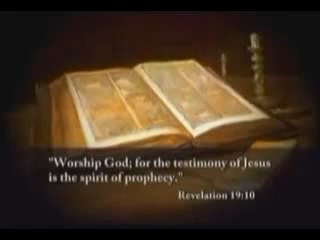 "Worship God; for the testimony of Jesus
is the spirit of prophecy."
Revelation 19:10